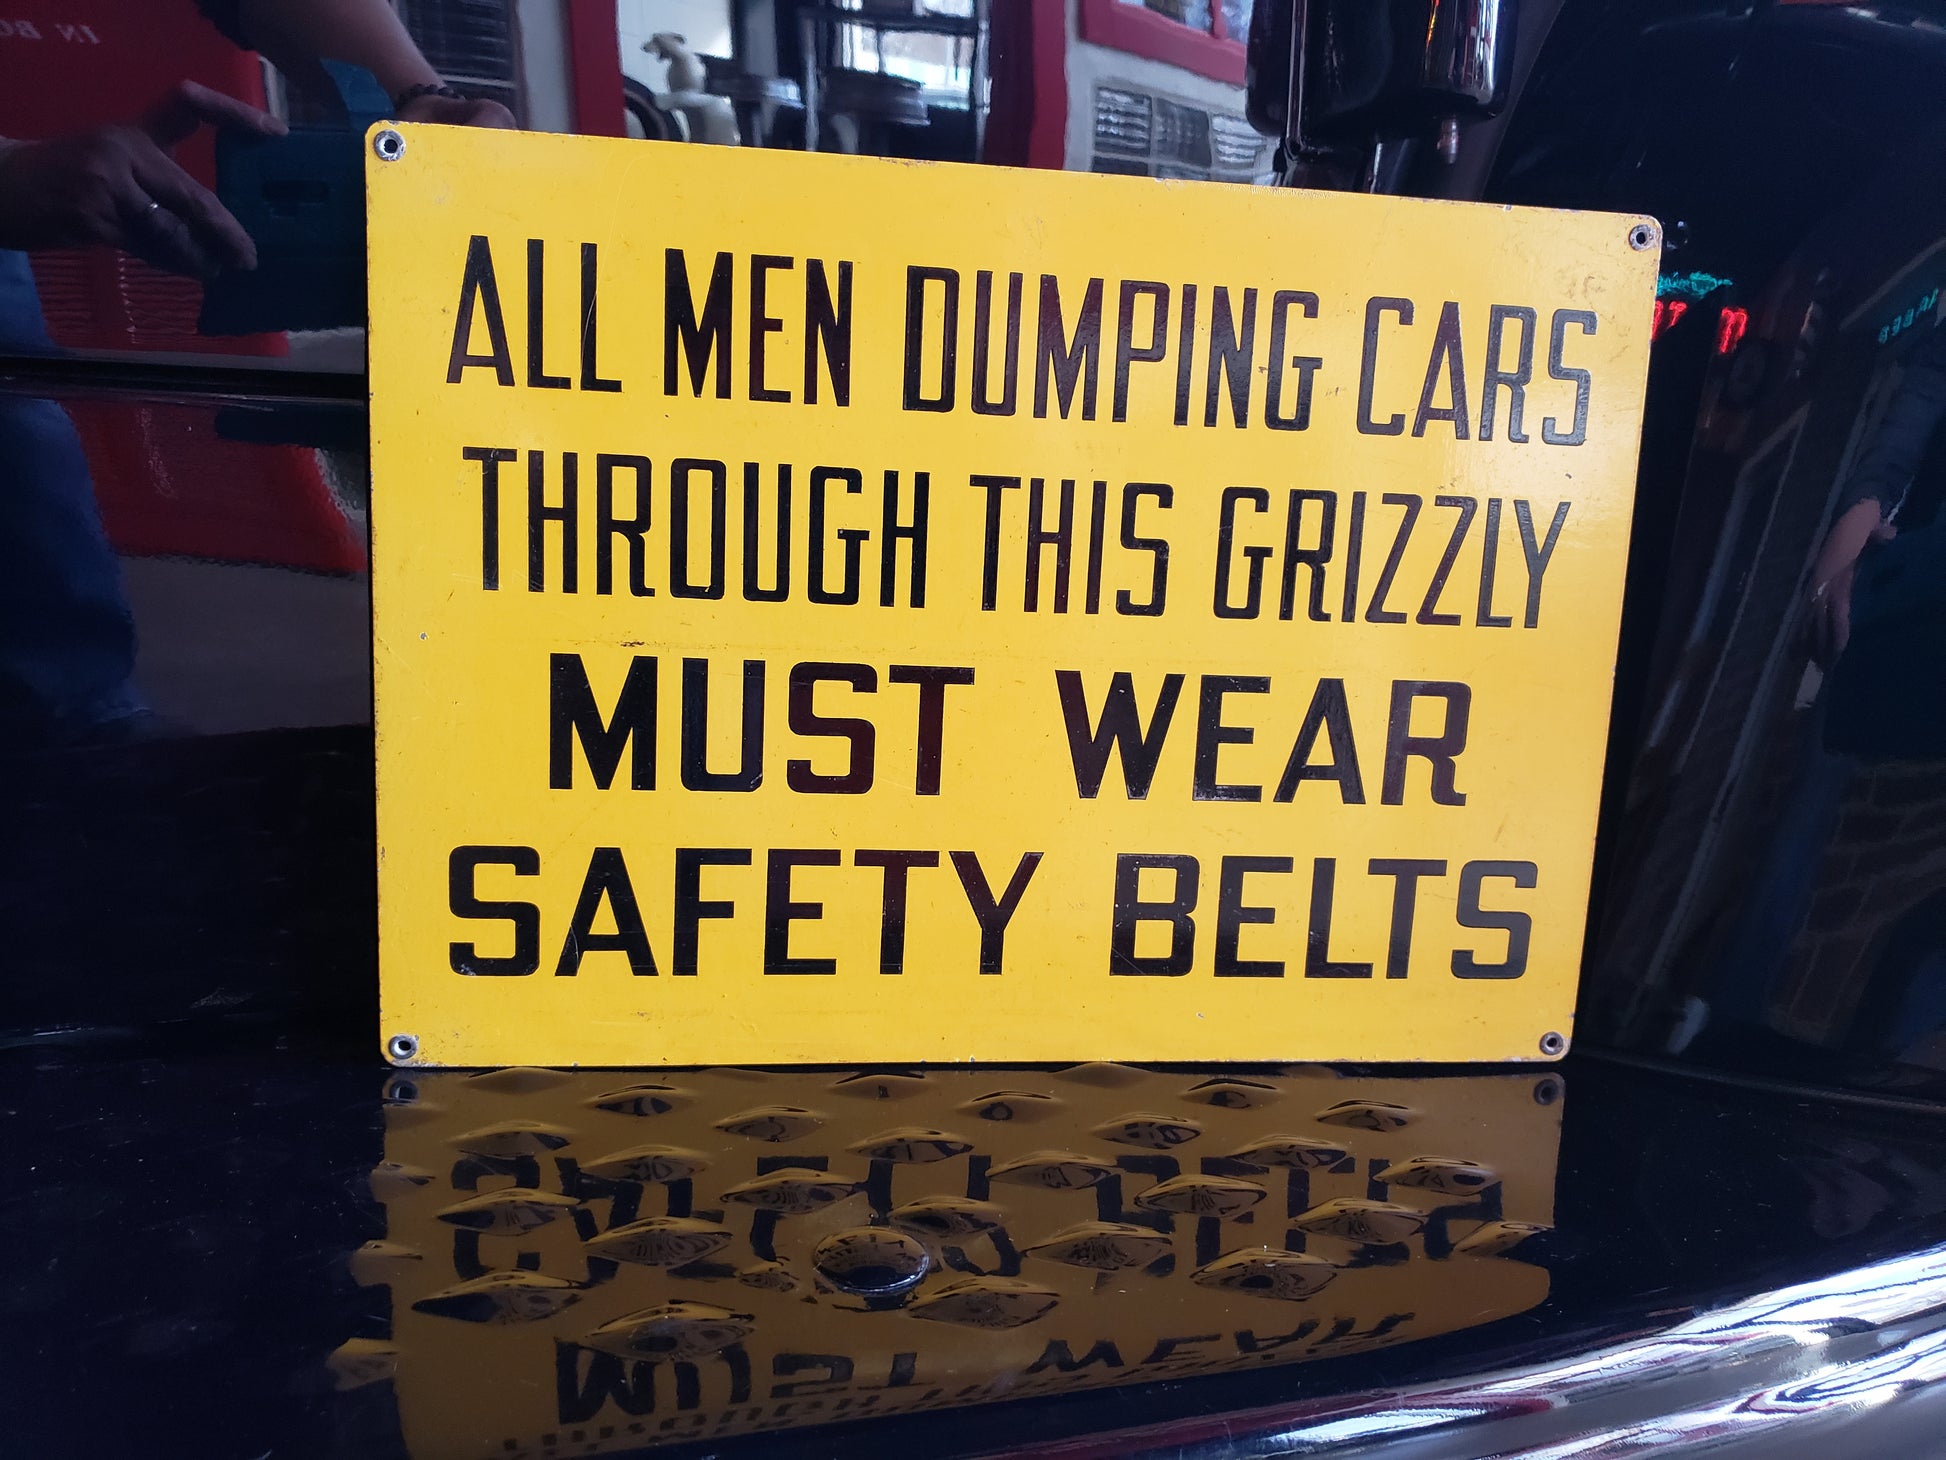 ALL MEN DUMPING CARS
THROUGH THIS GRIZZLY
MUST WEAR
SAFETY BELTS